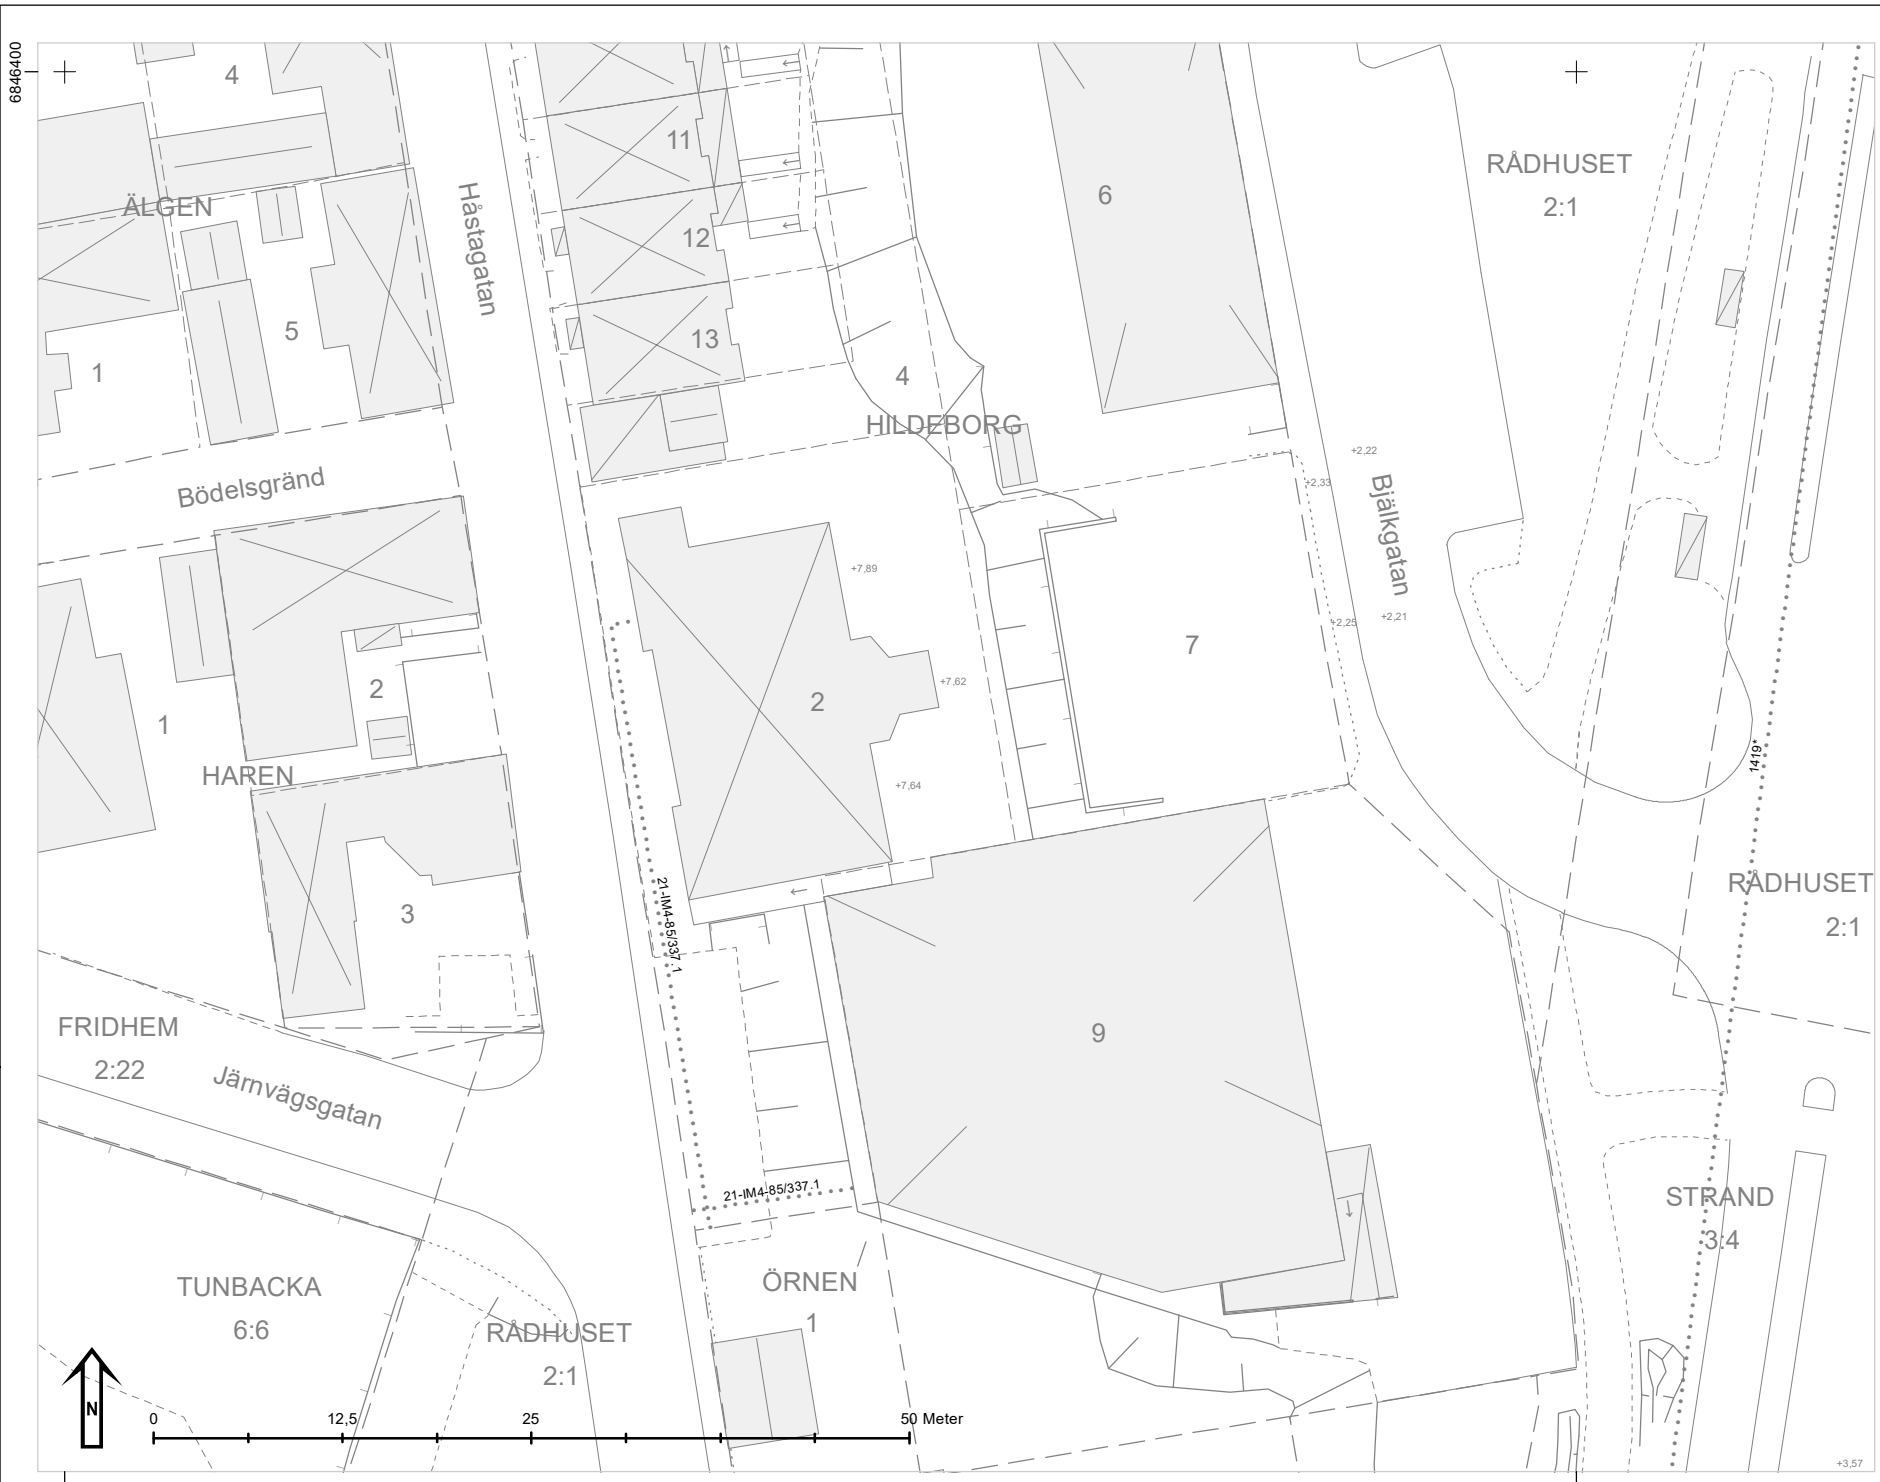 6846400
4
11
RÅDHUSET
2:1
6
ÄLGEN
Håstagatan
12
5
13
1
4
HILDEBORG
+2,22
Bödelsgränd
+2,33
Bjälkgatan
+7,89
+2,25
+2,21
7
2
+7,62
2
1
1419*
HAREN
+7,64
RÅDHUSET
2:1
3
21-IM4-85/337.1
FRIDHEM
2:22
9
Järnvägsgatan
21-IM4-85/337.1
STRAND
3:4
TUNBACKA
6:6
ÖRNEN
1
RÅDHUSET
2:1
N
0 12,5 25 50 Meter
+3,57